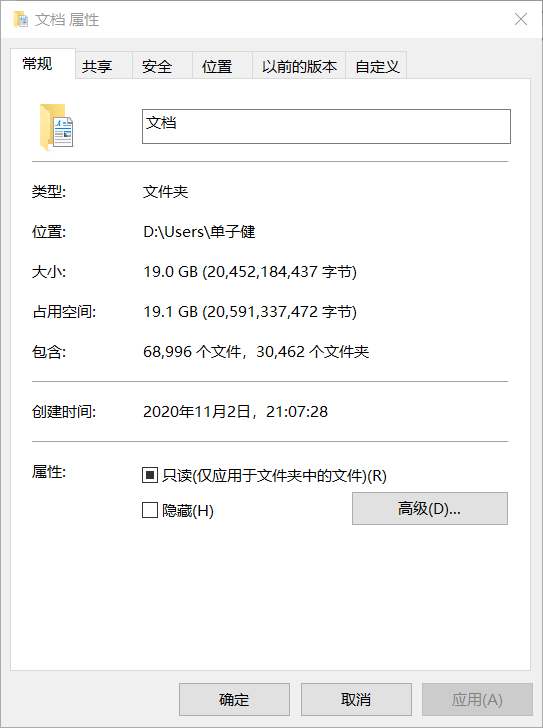 文档 属性
常规 共享 安全 位置 以前的版本 自定义
文档
类型: 文件夹
位置: D:\Users\单子健
大小: 19.0 GB (20,452,184,437 字节)
占用空间: 19.1 GB (20,591,337,472 字节)
包含: 68,996 个文件，30,462 个文件夹
创建时间: 2020年11月2日，21:07:28
属性: 只读(仅应用于文件夹中的文件)(R)
隐藏(H) 高级(D)...
确定 取消 应用(A)